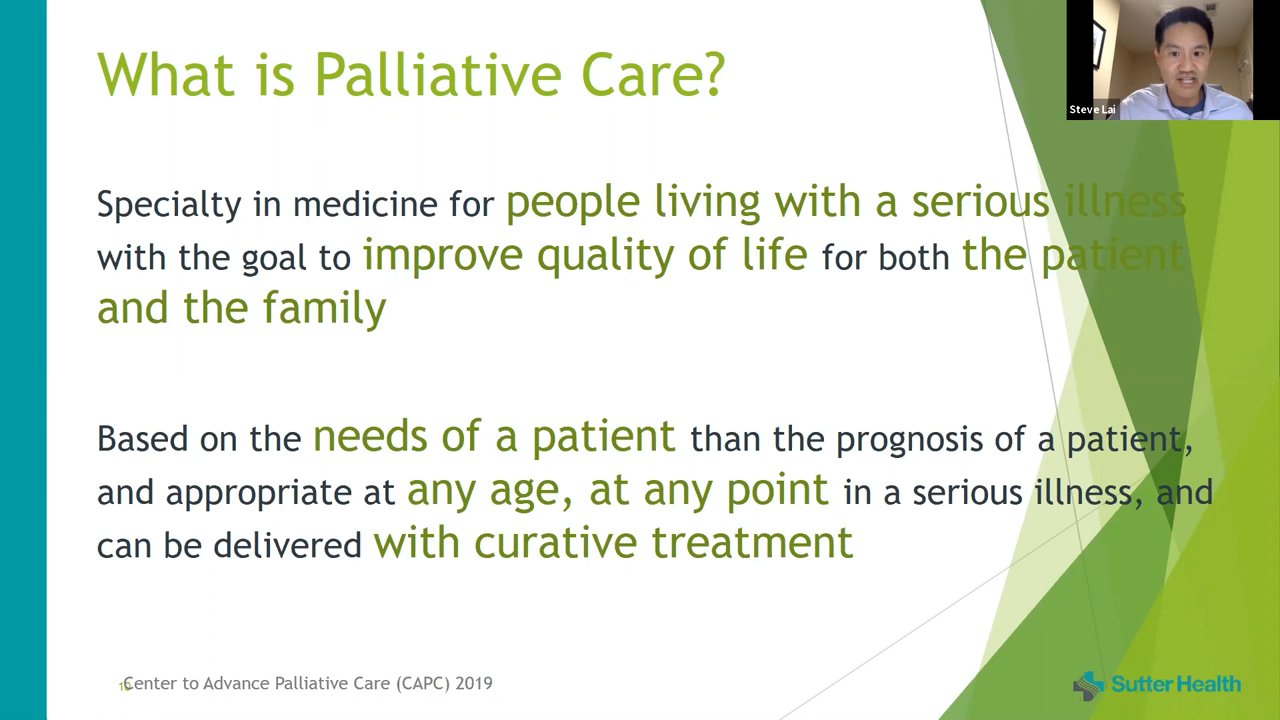 What is Palliative Care?
Steve Lai
Specialty in medicine for people living with a serious illness
with the goal to improve quality of life for both the patient
and the family
Based on the needs of a patient than the prognosis of a patient,
and appropriate at any age, at any point in a serious illness, and
can be delivered with curative treatment
Center to Advance Palliative Care (CAPC) 2019
Sutter Health